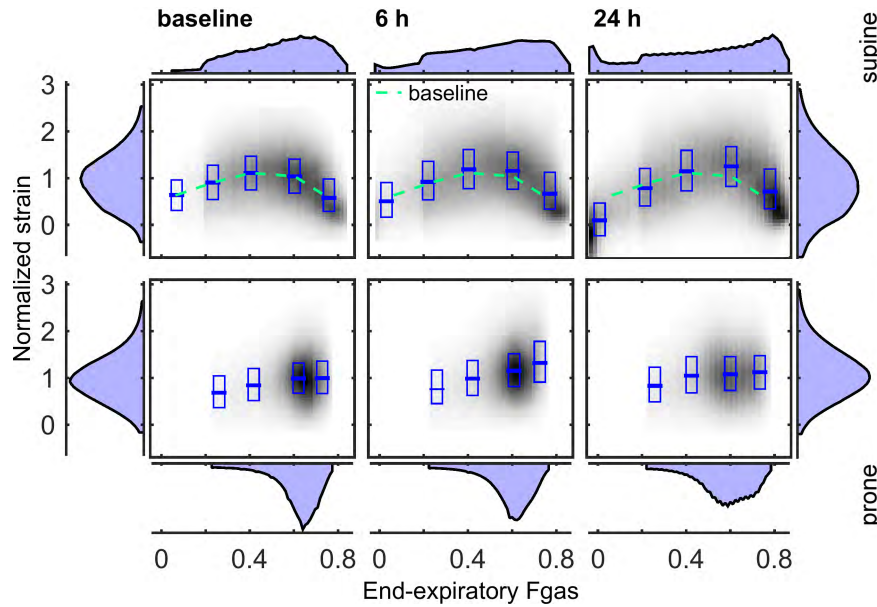 baseline 6 h 24 h
supine
baseline
3
2
1
0
Normalized strain
3
2
1
0
prone
0 0.4 0.8 0 0.4 0.8 0 0.4 0.8
End-expiratory Fgas